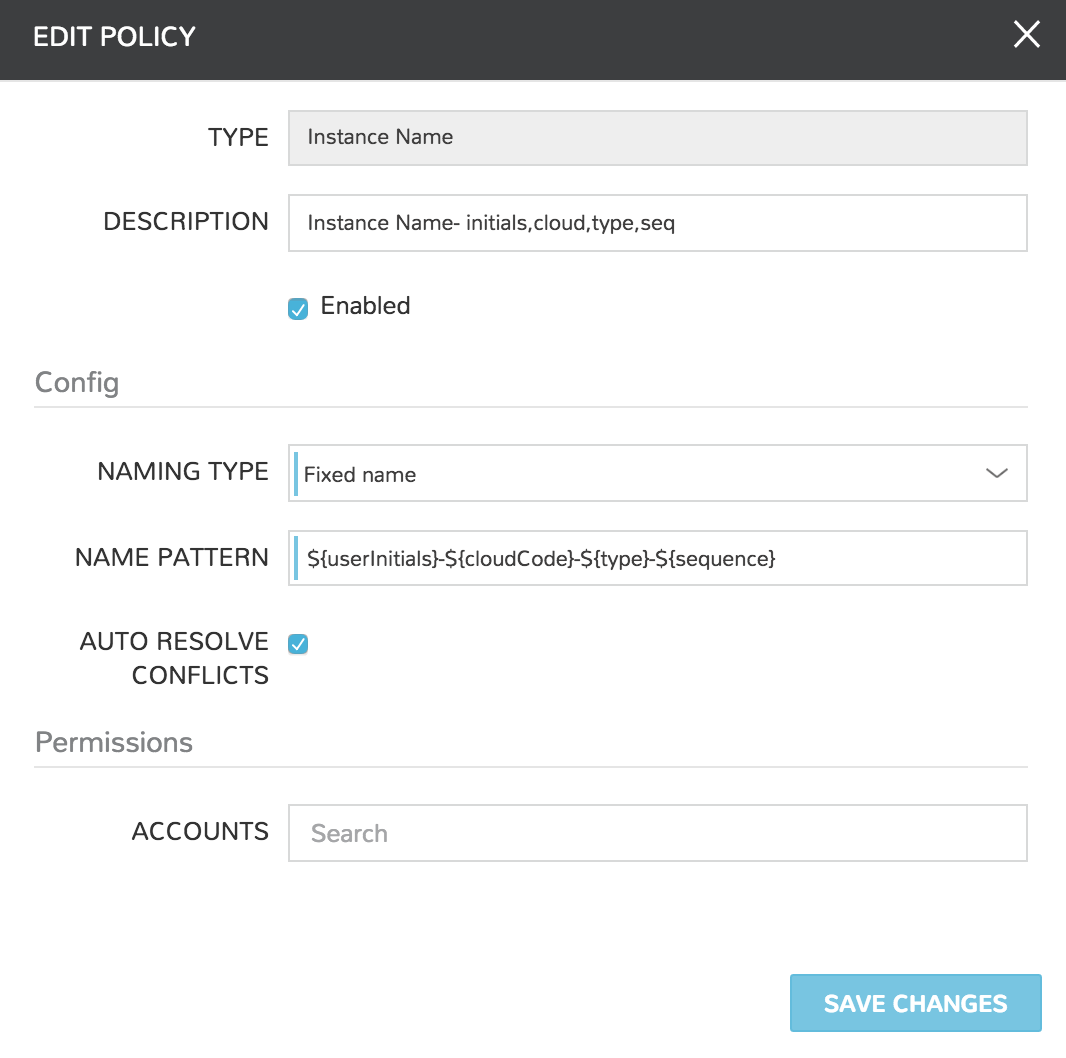 EDIT POLICY
TYPE
Instance Name
DESCRIPTION
Instance Name- initials,cloud,type,seq
Enabled
Config
NAMING TYPE
Fixed name
NAME PATTERN
${userInitials}-${cloudCode}-${type}-${sequence}
AUTO RESOLVE
CONFLICTS
Permissions
ACCOUNTS
Search
SAVE CHANGES